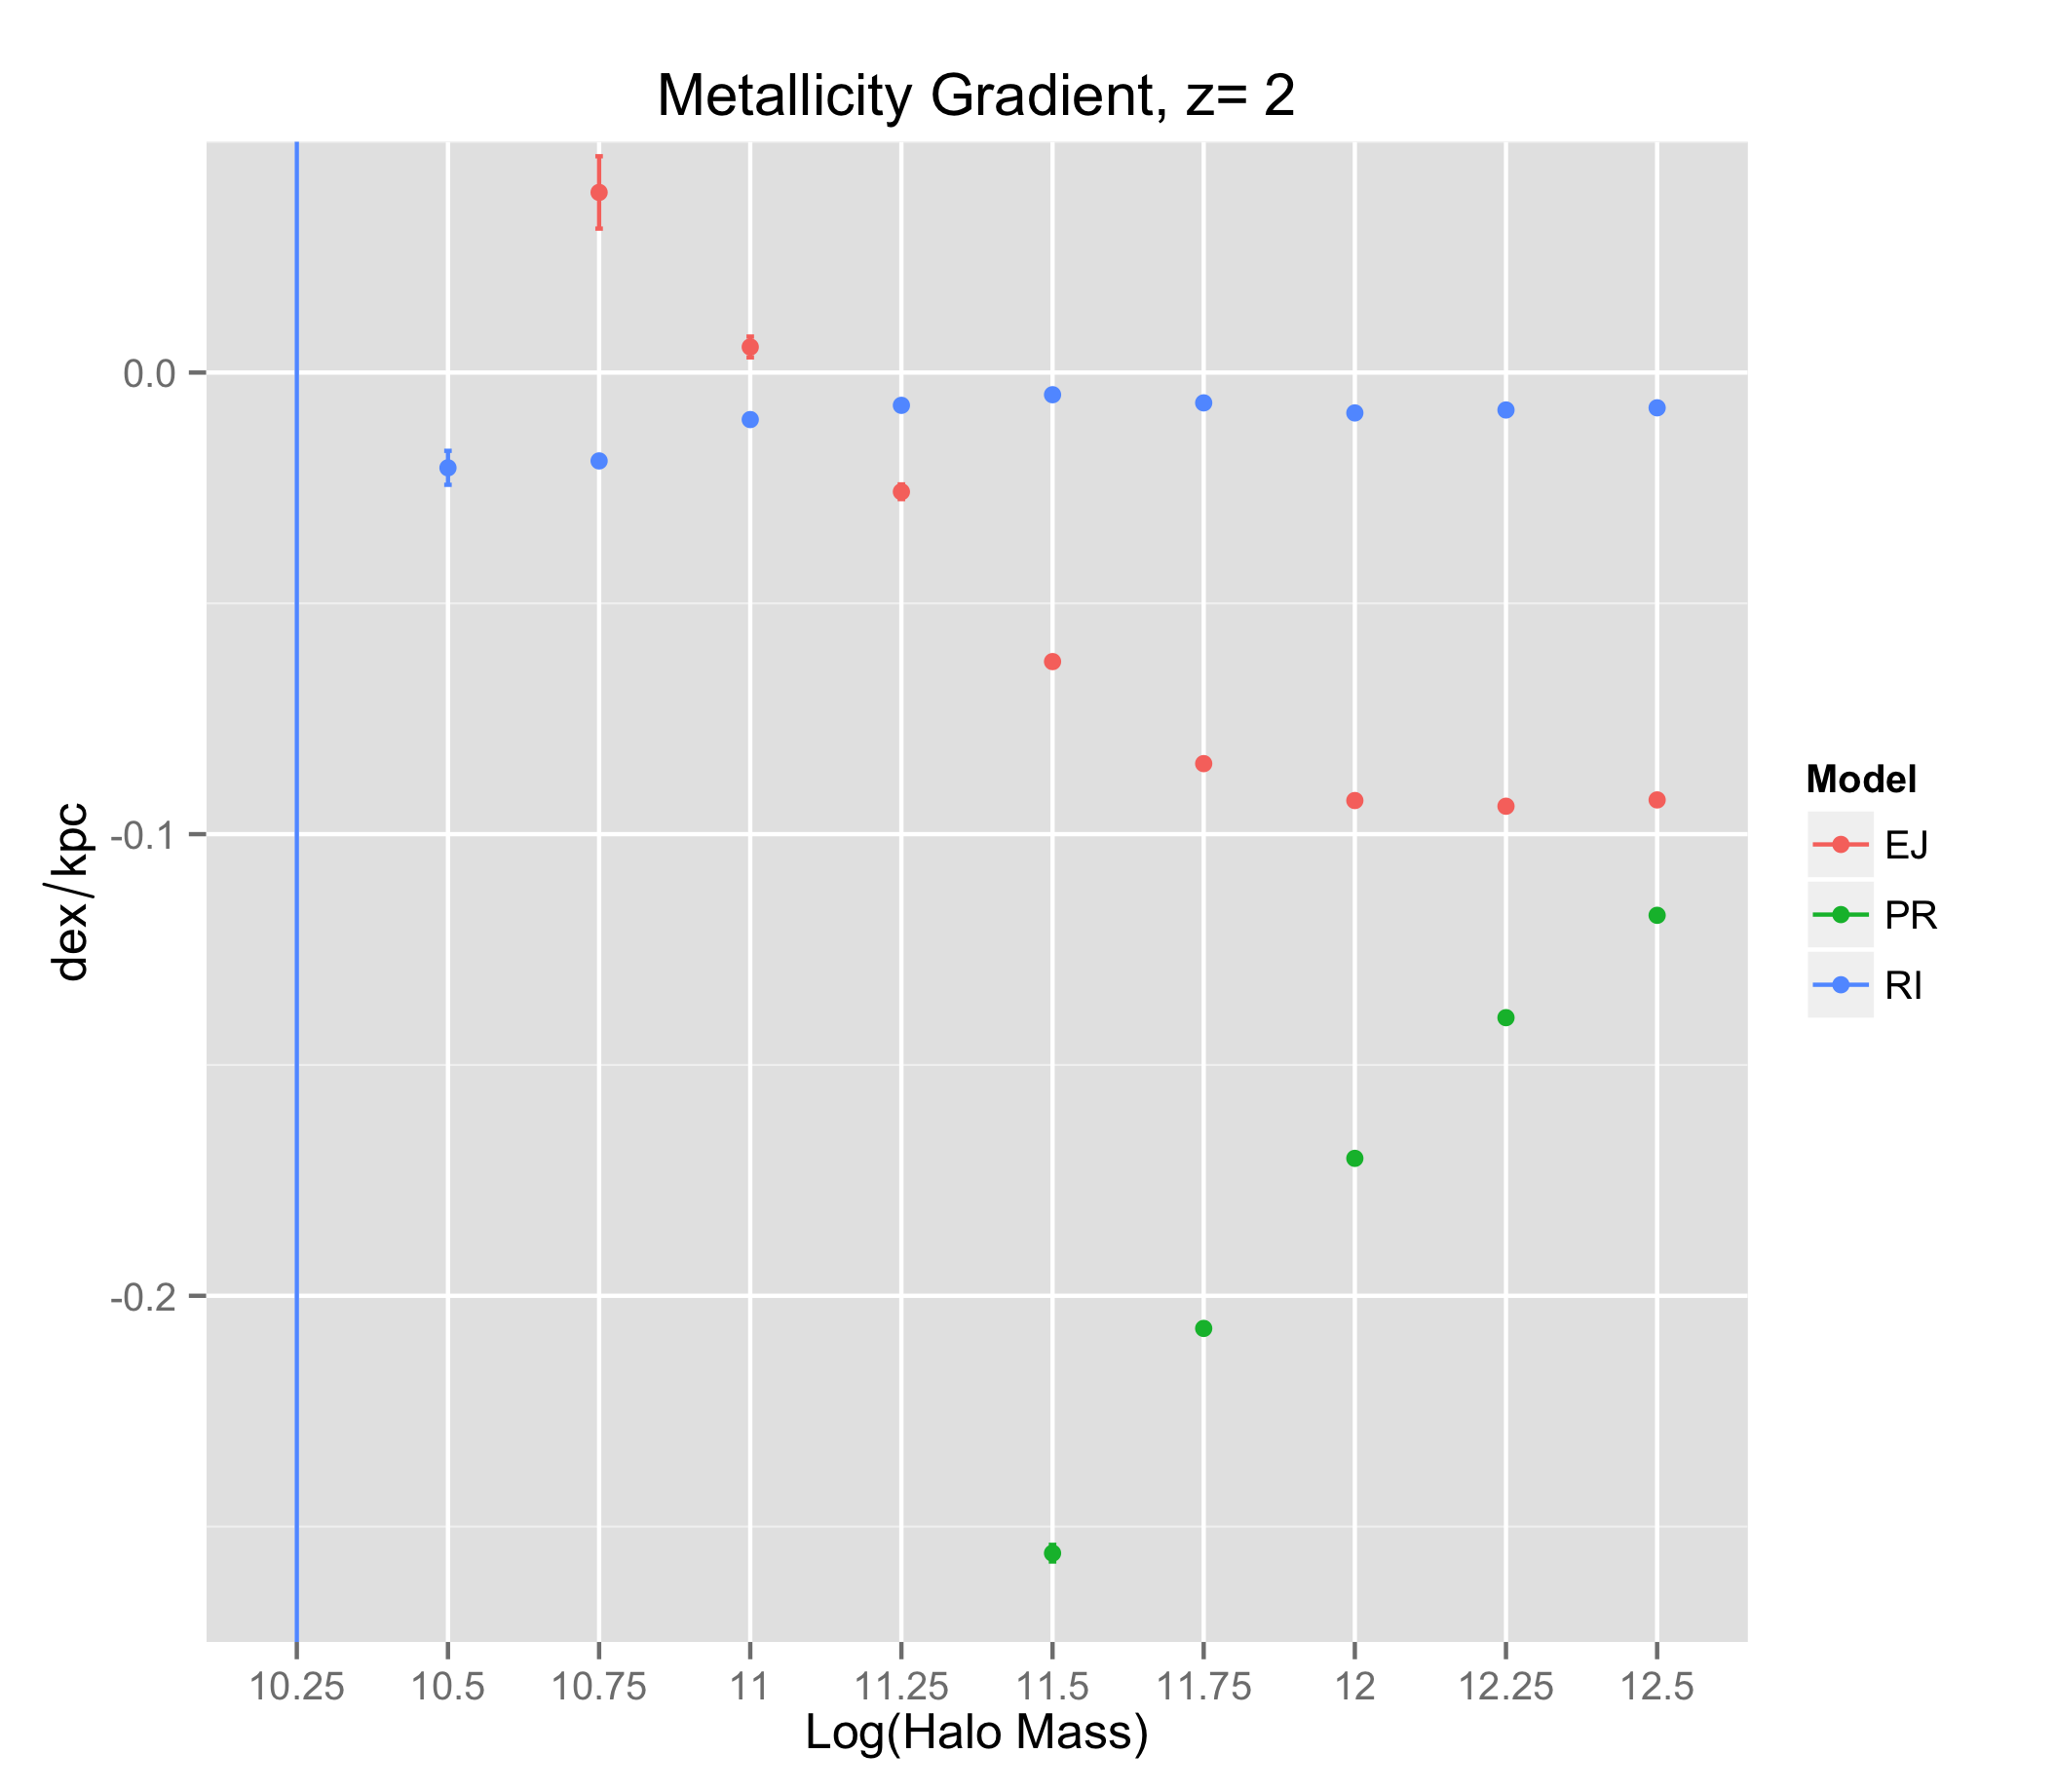 Metallicity Gradient, z= 2
0.0
-0.1
-0.2
dex/kpc
10.25 10.5 10.75 11 11.25 11.5 11.75 12 12.25 12.5
Log(Halo Mass)
Model
EJ
PR
RI